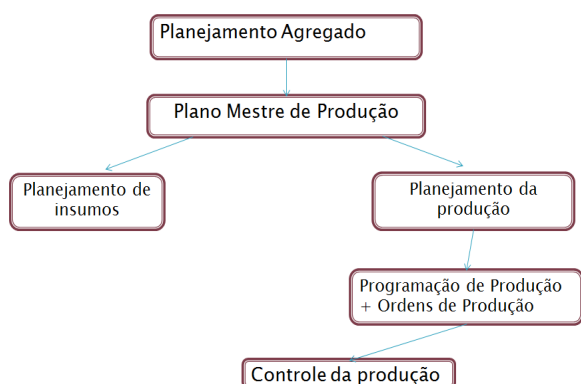 Planejamento Agregado
Plano Mestre de Produção
Planejamento de
insumos
Planejamento da
produção
Programação de Produção
+ Ordens de Produção
Controle da produção